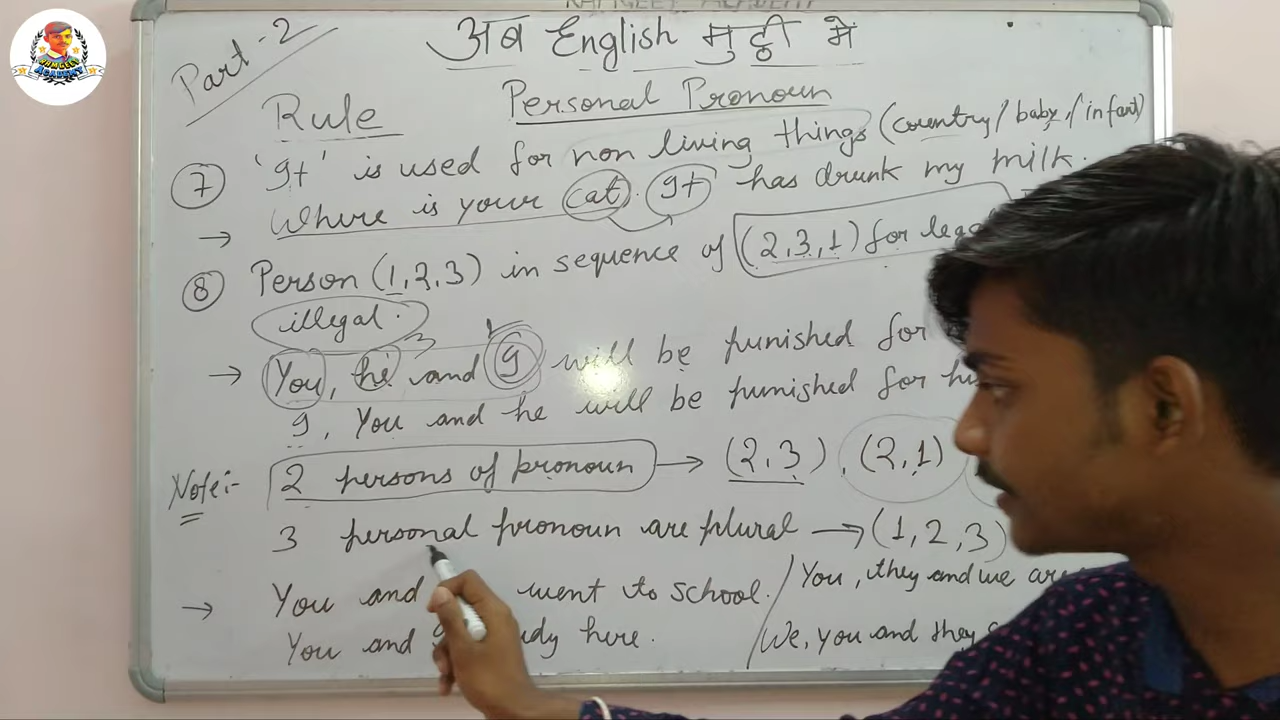 RAMGEET ACADEMY
Part-2
अब English मुट्ठी में
Rule Personal Pronoun
⑦ 'It' is used for non living things (country/ baby/ infant)
→ Where is your cat. It has drunk my milk.
⑧ Person (1,2,3) in sequence of (2,3,1) for
illegal.
→ You, he and I will be punished for
I, You and he will be punished for
Note:- 2 persons of pronoun → (2,3), (2,1)
3 personal pronoun are plural → (1,2,3)
→ You and went to school. / You, they and we are
You and here. / We, you and they